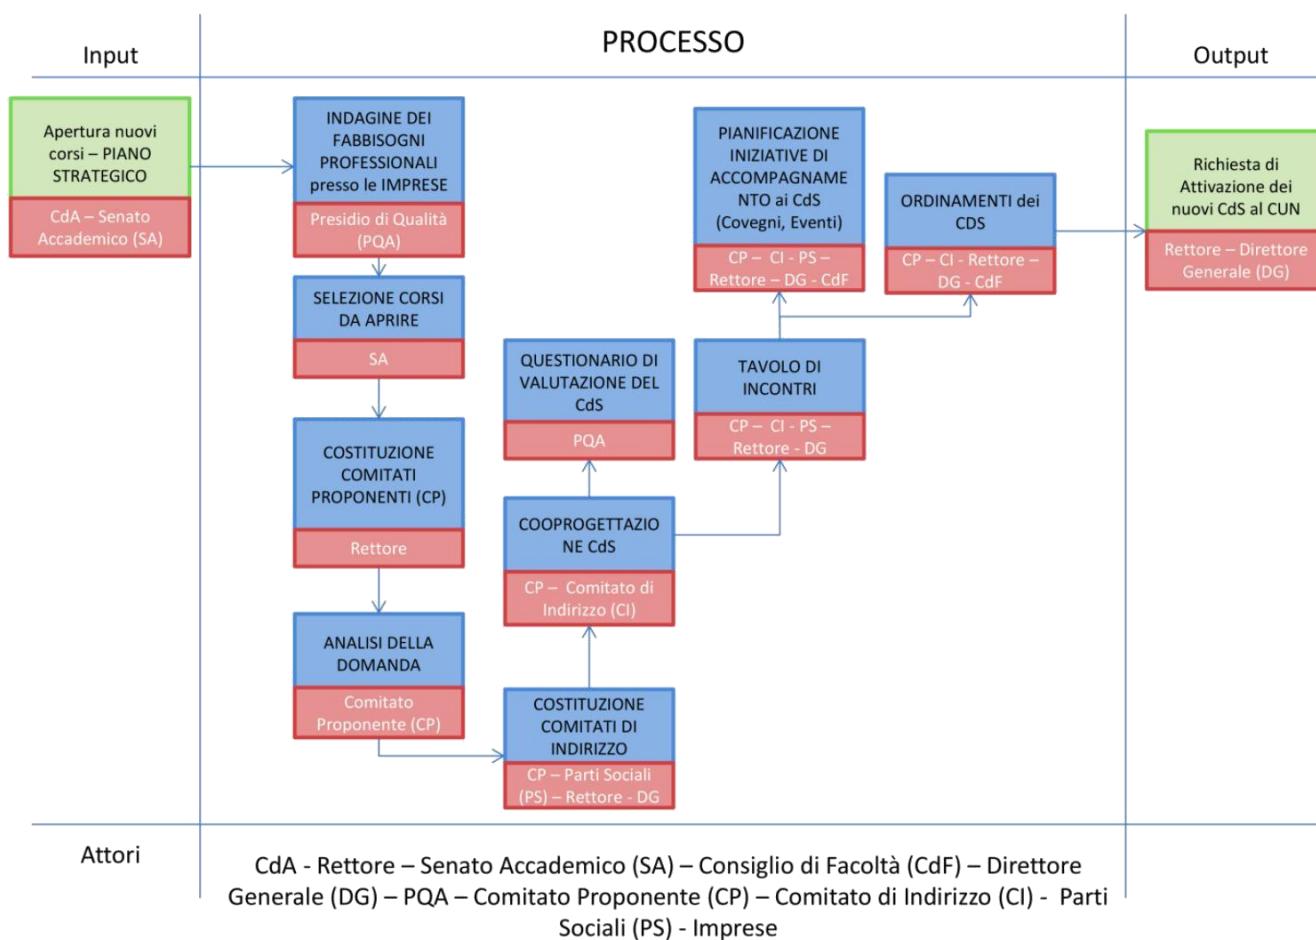 Input
PROCESSO
Output
Apertura nuovi
corsi – PIANO
STRATEGICO
CdA – Senato
Accademico (SA)
INDAGINE DEI
FABBISOGNI
PROFESSIONALI
presso le IMPRESE
Presidio di Qualità
(PQA)
SELEZIONE CORSI
DA APRIRE
SA
COSTITUZIONE
COMITATI
PROPONENTI (CP)
Rettore
ANALISI DELLA
DOMANDA
Comitato
Proponente (CP)
COSTITUZIONE
COMITATI DI
INDIRIZZO
CP – Parti Sociali
(PS) – Rettore - DG
COOPROGETTAZIO
NE CdS
CP – Comitato di
Indirizzo (CI)
QUESTIONARIO DI
VALUTAZIONE DEL
CdS
PQA
TAVOLO DI
INCONTRI
CP – CI - PS –
Rettore - DG
PIANIFICAZIONE
INIZIATIVE DI
ACCOMPAGNAME
NTO ai CdS
(Covegni, Eventi)
CP – CI - PS –
Rettore – DG - CdF
ORDINAMENTI dei
CDS
CP – CI - Rettore –
DG - CdF
Richiesta di
Attivazione dei
nuovi CdS al CUN
Rettore – Direttore
Generale (DG)
Attori
CdA - Rettore – Senato Accademico (SA) – Consiglio di Facoltà (CdF) – Direttore
Generale (DG) – PQA – Comitato Proponente (CP) – Comitato di Indirizzo (CI) - Parti
Sociali (PS) - Imprese